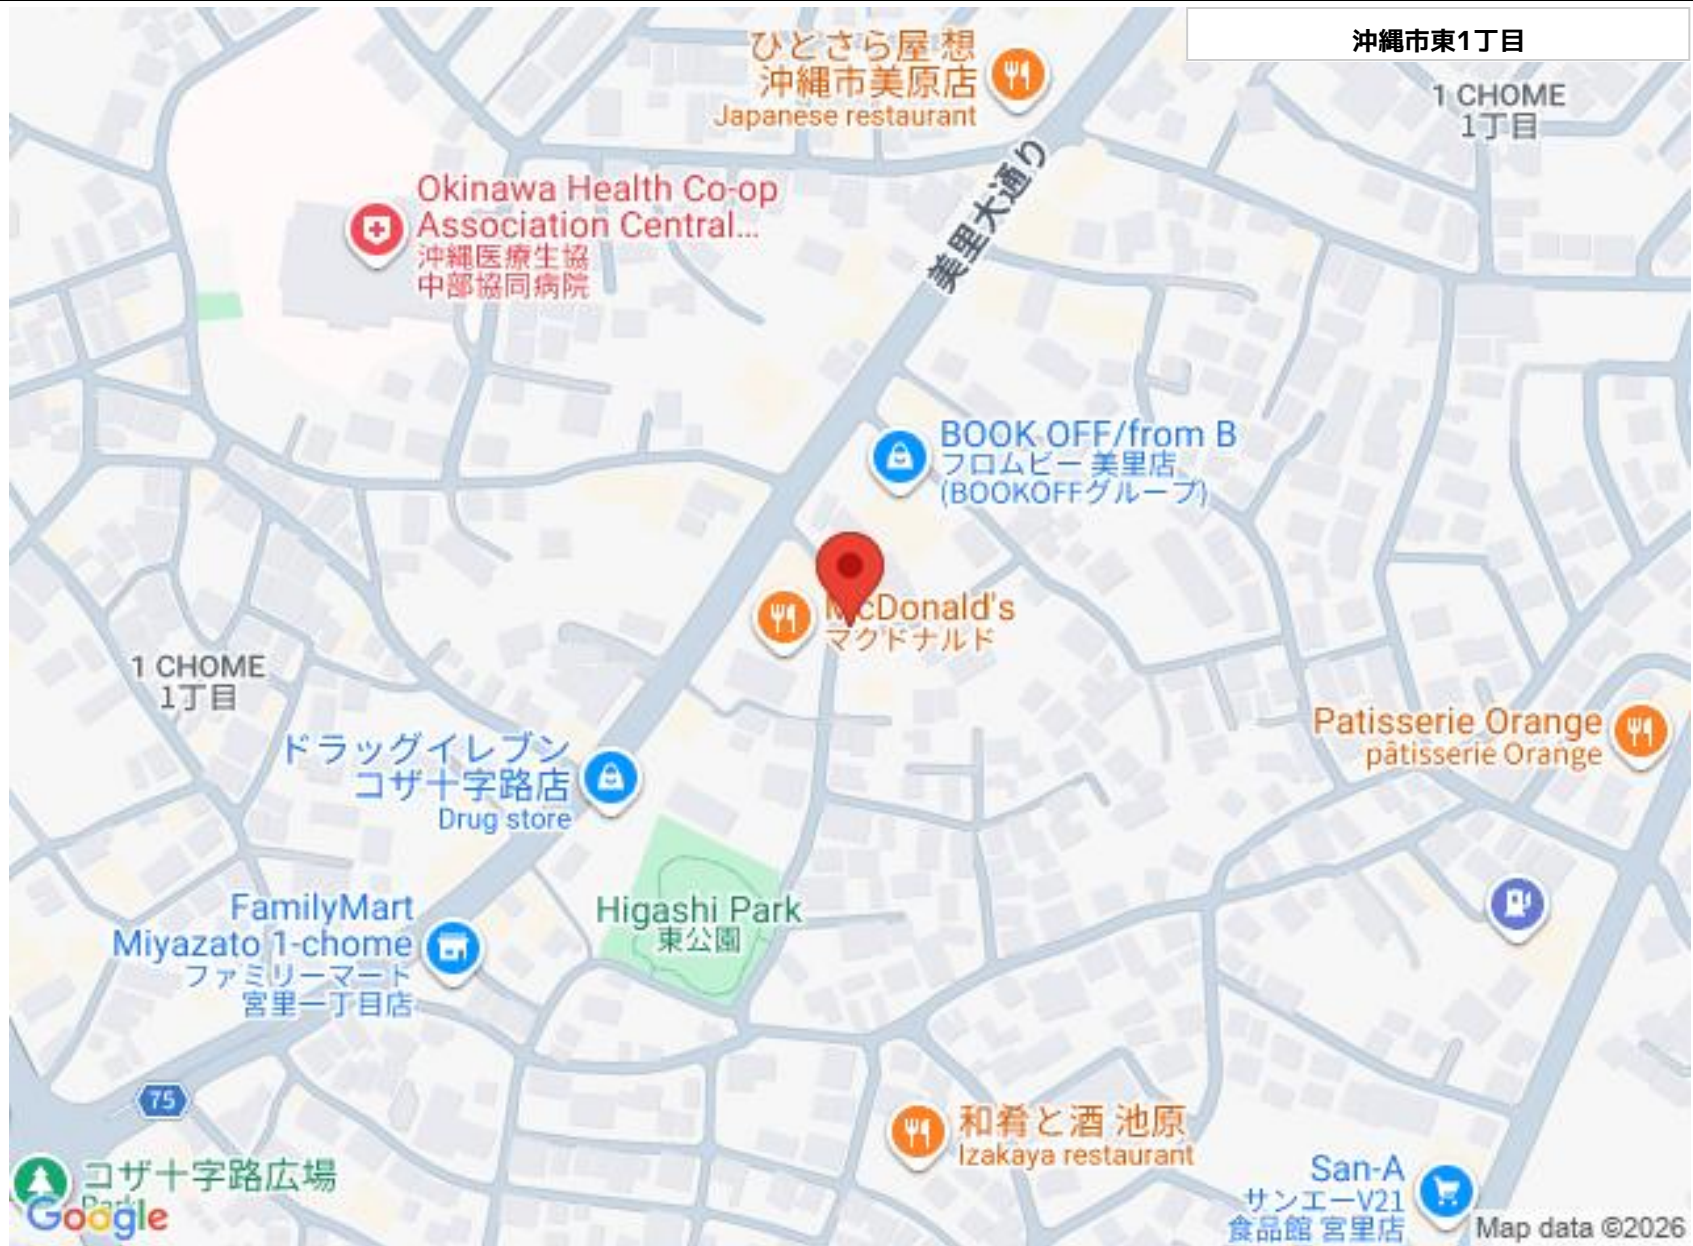 沖縄市東1丁目
ひとさら屋 想
沖縄市美原店
Japanese restaurant
1 CHOME
1丁目
美里大通り
Okinawa Health Co-op
Association Central...
沖縄医療生協
中部協同病院
BOOK OFF/from B
フロムビー 美里店
(BOOKOFFグループ)
McDonald's
マクドナルド
1 CHOME
1丁目
Patisserie Orange
pâtisserie Orange
ドラッグイレブン
コザ十字路店
Drug store
FamilyMart
Miyazato 1-chome
ファミリーマート
宮里一丁目店
Higashi Park
東公園
75
和肴と酒 池原
Izakaya restaurant
コザ十字路広場
Park
Google
San-A
サンエーV21
食品館 宮里店
Map data ©2026